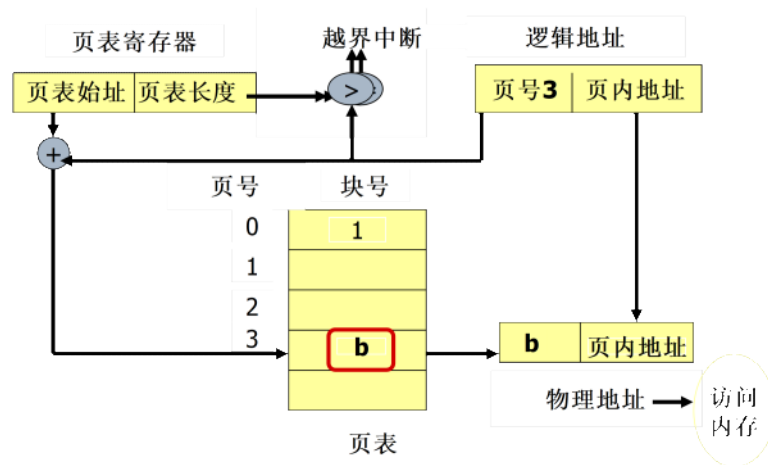 页表寄存器
越界中断
逻辑地址
页表始址 页表长度
>
页号3 页内地址
+
页号 块号
0 1
1
2
3 b
b 页内地址
物理地址
访问
内存
页表